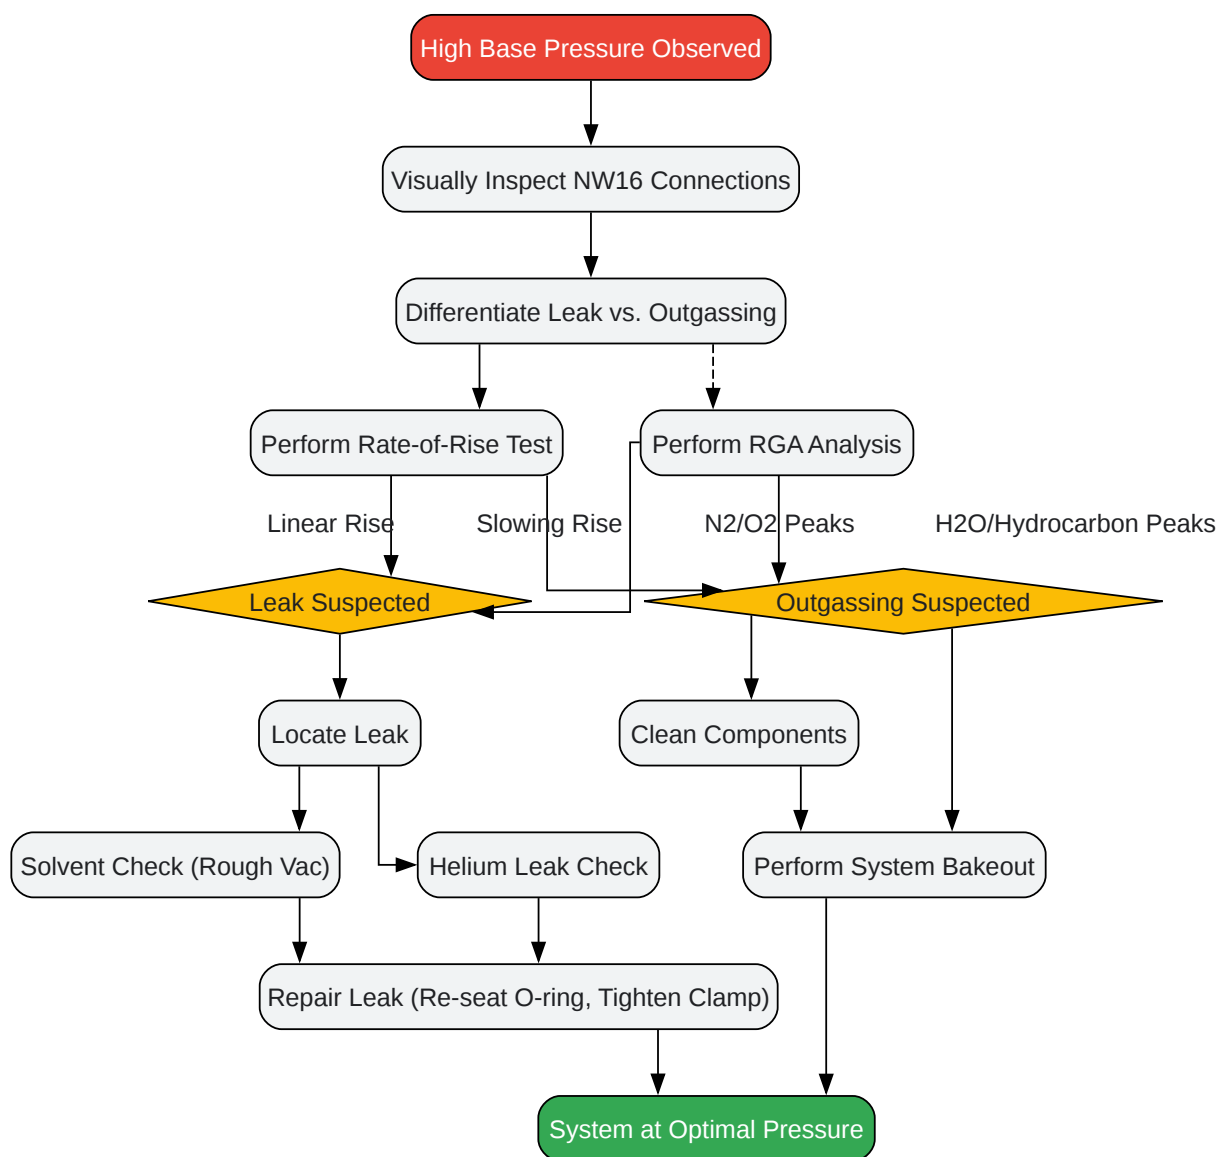 High Base Pressure Observed
Visually Inspect NW16 Connections
Differentiate Leak vs. Outgassing
Perform Rate-of-Rise Test
Perform RGA Analysis
Linear Rise
Slowing Rise
N2/O2 Peaks
H2O/Hydrocarbon Peaks
Leak Suspected
Outgassing Suspected
Locate Leak
Clean Components
Solvent Check (Rough Vac)
Helium Leak Check
Perform System Bakeout
Repair Leak (Re-seat O-ring, Tighten Clamp)
System at Optimal Pressure